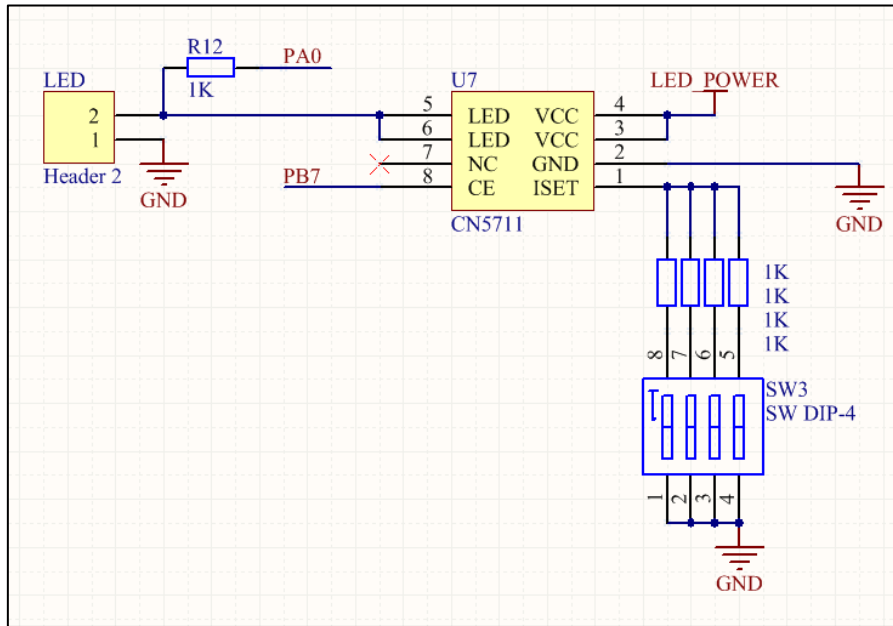 R12
PA0
1K
LED
2
1
Header 2
GND
U7
5
6
7
8
LED
LED
NC
CE
VCC
VCC
GND
ISET
4
3
2
1
CN5711
PB7
LED_POWER
GND
1K
1K
1K
1K
8
7
6
5
SW3
SW DIP-4
1
2
3
4
GND